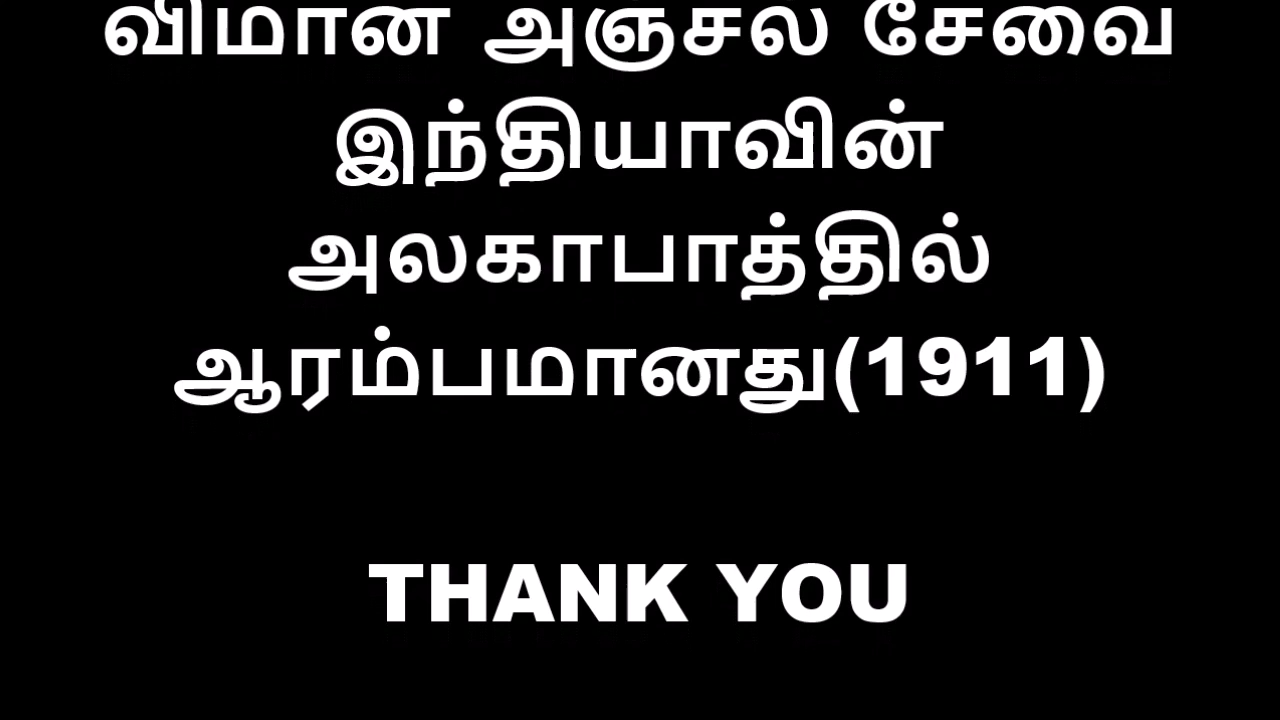 விமான அஞ்சல் சேவை
இந்தியாவின்
அலகாபாத்தில்
ஆரம்பமானது(1911)
THANK YOU